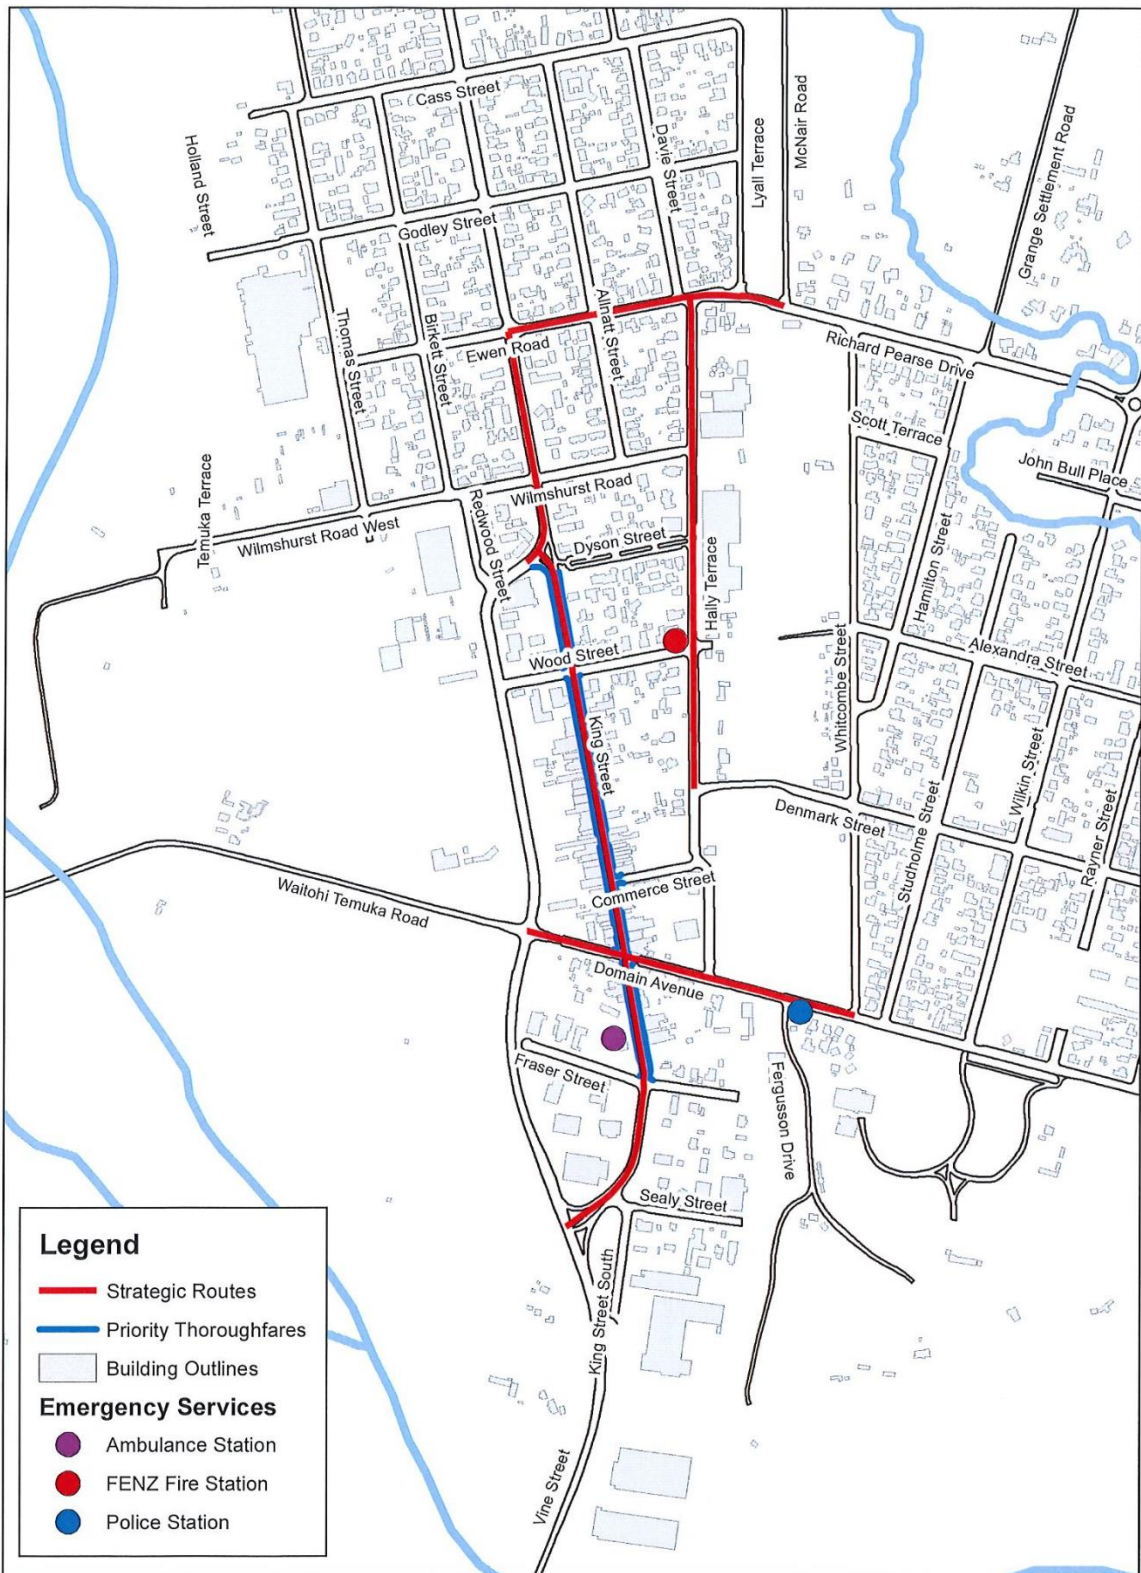 Cass Street
Holland Street
Davie Street
Lyall Terrace
McNair Road
Grange Settlement Road
Godley Street
Thomas Street
Birkett Street
Ewen Road
Allnatt Street
Richard Pearse Drive
Scott Terrace
John Bull Place
Temuka Terrace
Wilmshurst Road West
Redwood Street
Wilmshurst Road
Dyson Street
Hally Terrace
Hamilton Street
Wood Street
Whitcombe Street
Alexandra Street
King Street
Denmark Street
Studholme Street
Wilkin Street
Rayner Street
Waitohi Temuka Road
Commerce Street
Domain Avenue
Fraser Street
Fergusson Drive
Sealy Street
King Street South
Vine Street
Legend
Strategic Routes
Priority Thoroughfares
Building Outlines
Emergency Services
Ambulance Station
FENZ Fire Station
Police Station